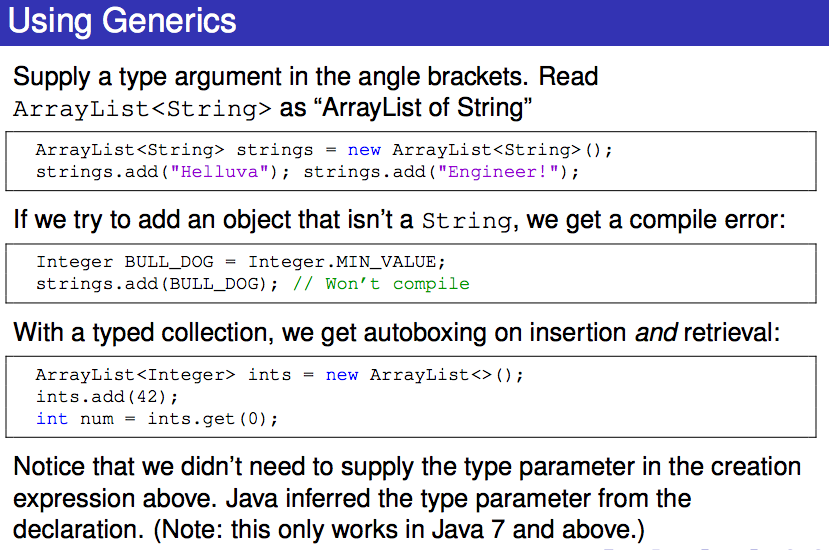 Using Generics
Supply a type argument in the angle brackets. Read
ArrayList<String> as “ArrayList of String”
ArrayList<String> strings = new ArrayList<String>();
strings.add("Helluva"); strings.add("Engineer!");
If we try to add an object that isn’t a String, we get a compile error:
Integer BULL_DOG = Integer.MIN_VALUE;
strings.add(BULL_DOG); // Won’t compile
With a typed collection, we get autoboxing on insertion and retrieval:
ArrayList<Integer> ints = new ArrayList<>();
ints.add(42);
int num = ints.get(0);
Notice that we didn’t need to supply the type parameter in the creation
expression above. Java inferred the type parameter from the
declaration. (Note: this only works in Java 7 and above.)